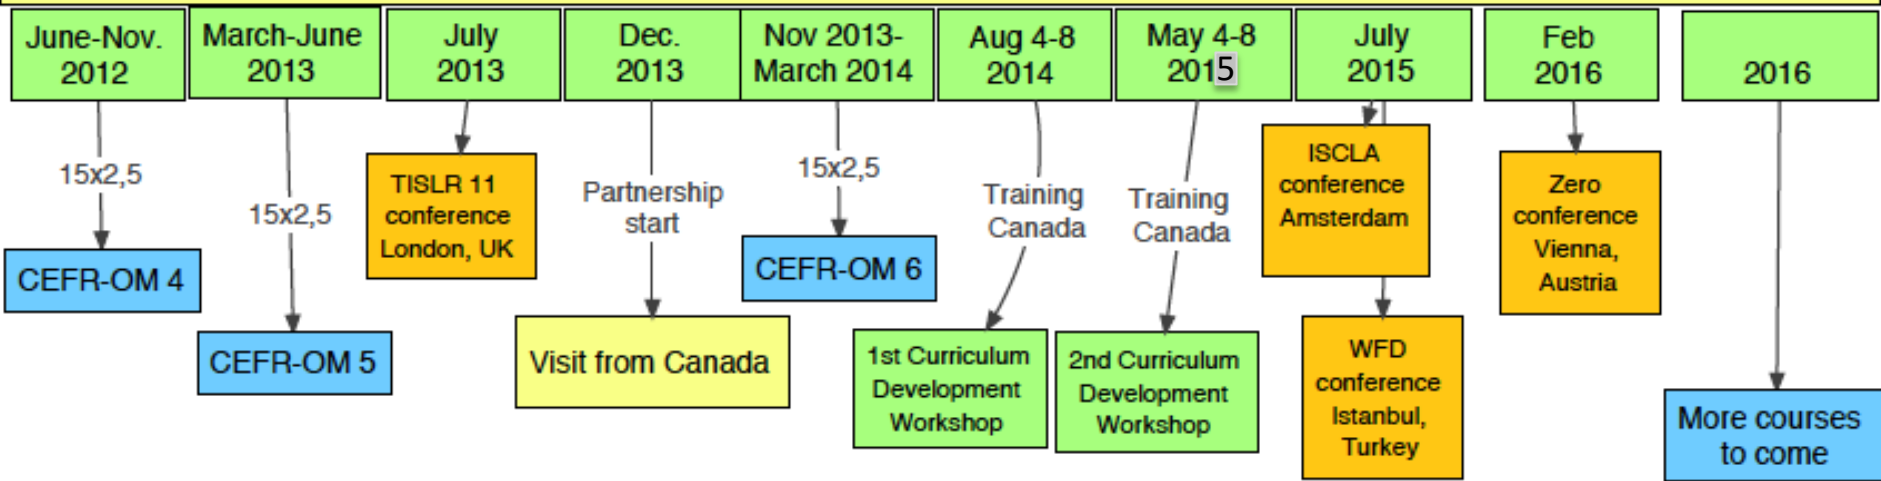 June-Nov.
2012
March-June
2013
July
2013
Dec.
2013
Nov 2013-
March 2014
Aug 4-8
2014
May 4-8
2015
July
2015
Feb
2016
2016
15x2,5
CEFR-OM 4
15x2,5
CEFR-OM 5
TISLR 11
conference
London, UK
Partnership
start
Visit from Canada
15x2,5
CEFR-OM 6
Training
Canada
1st Curriculum
Development
Workshop
Training
Canada
2nd Curriculum
Development
Workshop
ISCLA
conference
Amsterdam
WFD
conference
Istanbul,
Turkey
Zero
conference
Vienna,
Austria
More courses
to come